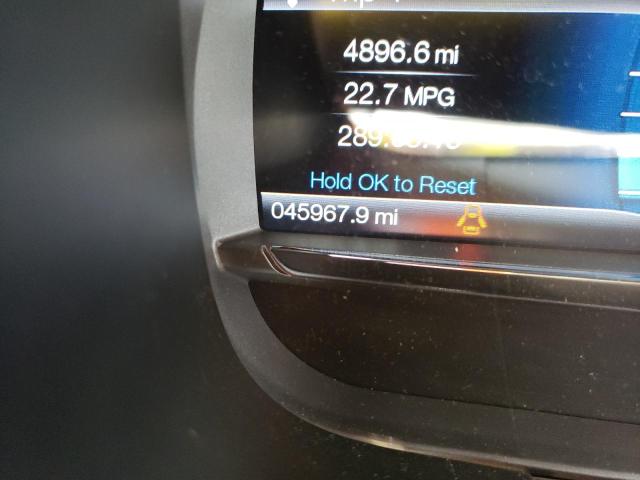 4896.6 mi
22.7 MPG
Hold OK to Reset
045967.9 mi